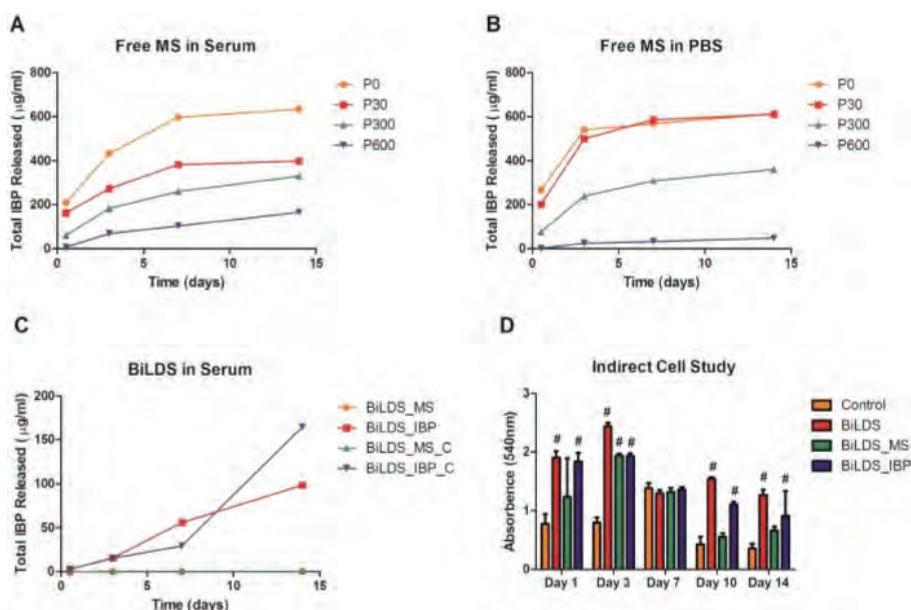 A
Free MS in Serum
Total IBP Released (µg/ml)
800
600
400
200
0
0
5
10
15
Time (days)
P0
P30
P300
P600
B
Free MS in PBS
Total IBP Released (µg/ml)
800
600
400
200
0
0
5
10
15
Time (days)
P0
P30
P300
P600
C
BiLDS in Serum
Total IBP Released (µg/ml)
200
150
100
50
0
0
5
10
15
Time (days)
BiLDS_MS
BiLDS_IBP
BiLDS_MS_C
BiLDS_IBP_C
D
Indirect Cell Study
Absorbence (540nm)
3
2
1
0
# # # # # # # # #
Day 1 Day 3 Day 7 Day 10 Day 14
Control
BiLDS
BiLDS_MS
BiLDS_IBP